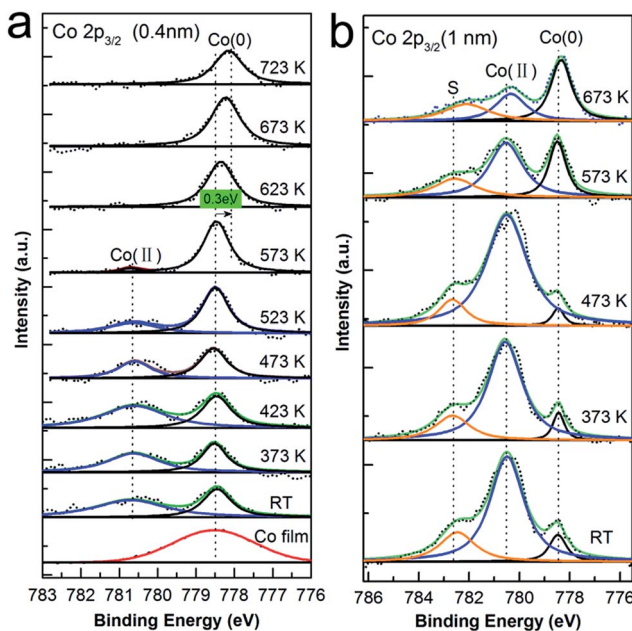 a
Co 2p3/2 (0.4nm)
Co(0)
723 K
673 K
623 K
0.3eV
573 K
Co(Ⅱ)
523 K
473 K
423 K
373 K
RT
Co film
Intensity (a.u.)
783 782 781 780 779 778 777 776
Binding Energy (eV)
b
Co 2p3/2(1 nm)
Co(0)
Co(Ⅱ)
S
673 K
573 K
473 K
373 K
RT
Intensity (a.u.)
786 784 782 780 778 776
Binding Energy (eV)